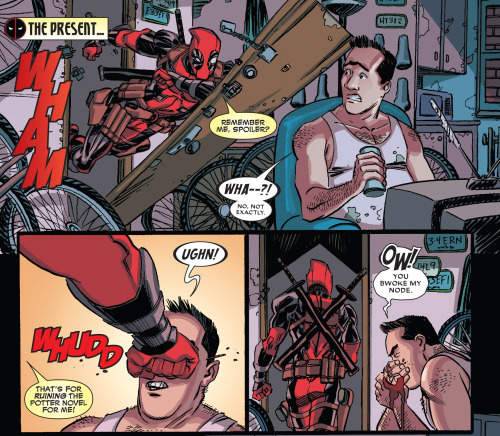 THE PRESENT...
WHAM
REMEMBER
ME, SPOILER?
WHA--?!
NO, NOT
EXACTLY.
UGHN!
WHUDD
THAT'S FOR
RUINING THE
POTTER NOVEL
FOR ME!
OW!
YOU
BWOKE MY
NODE.
34ERN